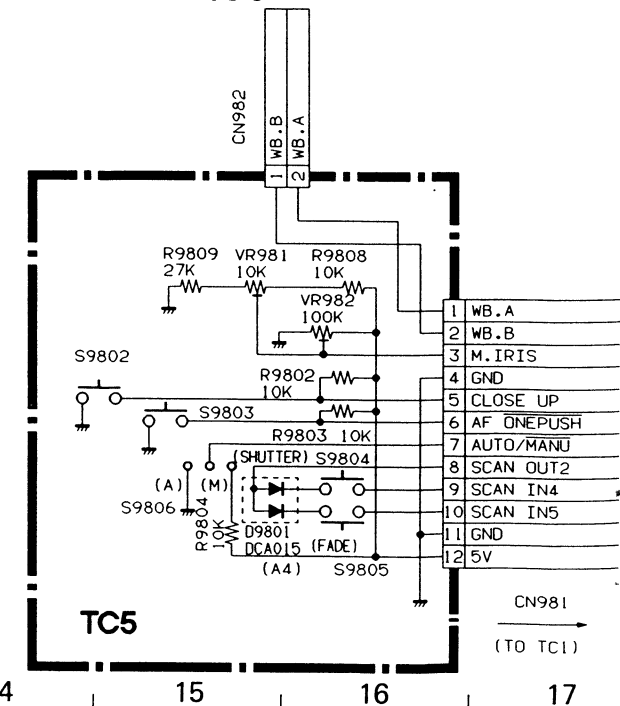 CN982
1 WB.B
2 WB.A
R9809 VR981 R9808
27K 10K 10K
VR982
100K
1 WB.A
2 WB.B
S9802
3 M.IRIS
R9802
10K
4 GND
5 CLOSE UP
S9803
6 AF ONEPUSH
R9803 10K
7 AUTO/MANU
(SHUTTER) S9804
8 SCAN OUT2
(A) (M)
9 SCAN IN4
S9806
R9804
10K
10 SCAN IN5
D9801
DCA015 (FADE)
11 GND
(A4) S9805
12 5V
CN981
(TO TC1)
TC5
4 15 16 17